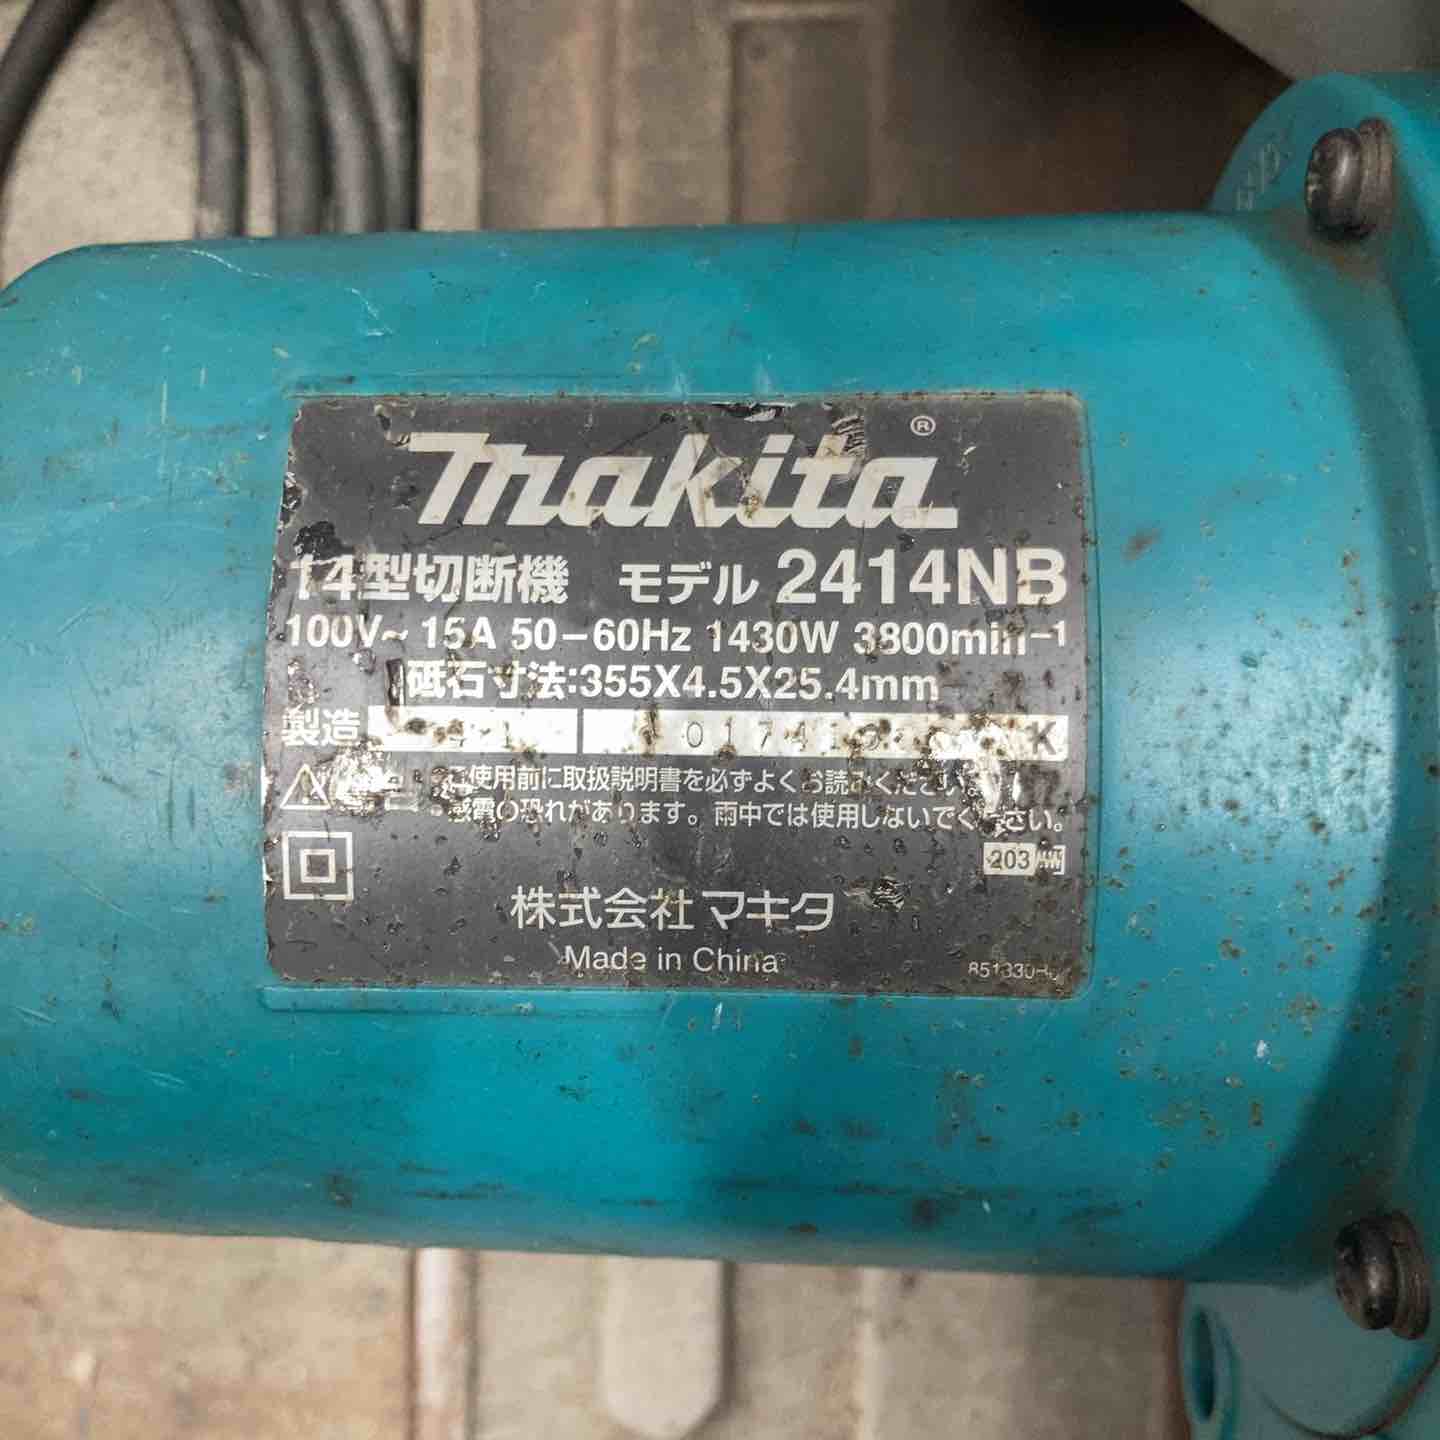 makita®
14型切断機 モデル 2414NB
100V~ 15A 50-60Hz 1430W 3800min-1
砥石寸法:355X4.5X25.4mm
製造 K
ご使用前に取扱説明書を必ずよくお読みください。
感電の恐れがあります。雨中では使用しないでください。
203
株式会社マキタ
Made in China